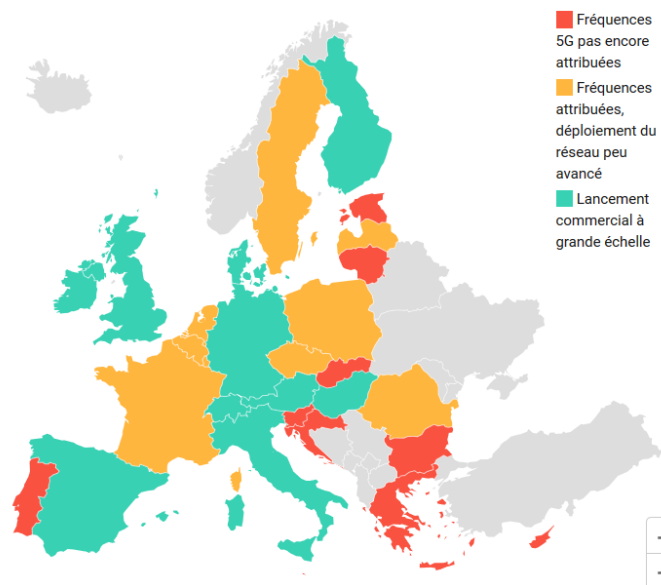 Fréquences
5G pas encore
attribuées
Fréquences
attribuées,
déploiement du
réseau peu
avancé
Lancement
commercial à
grande échelle